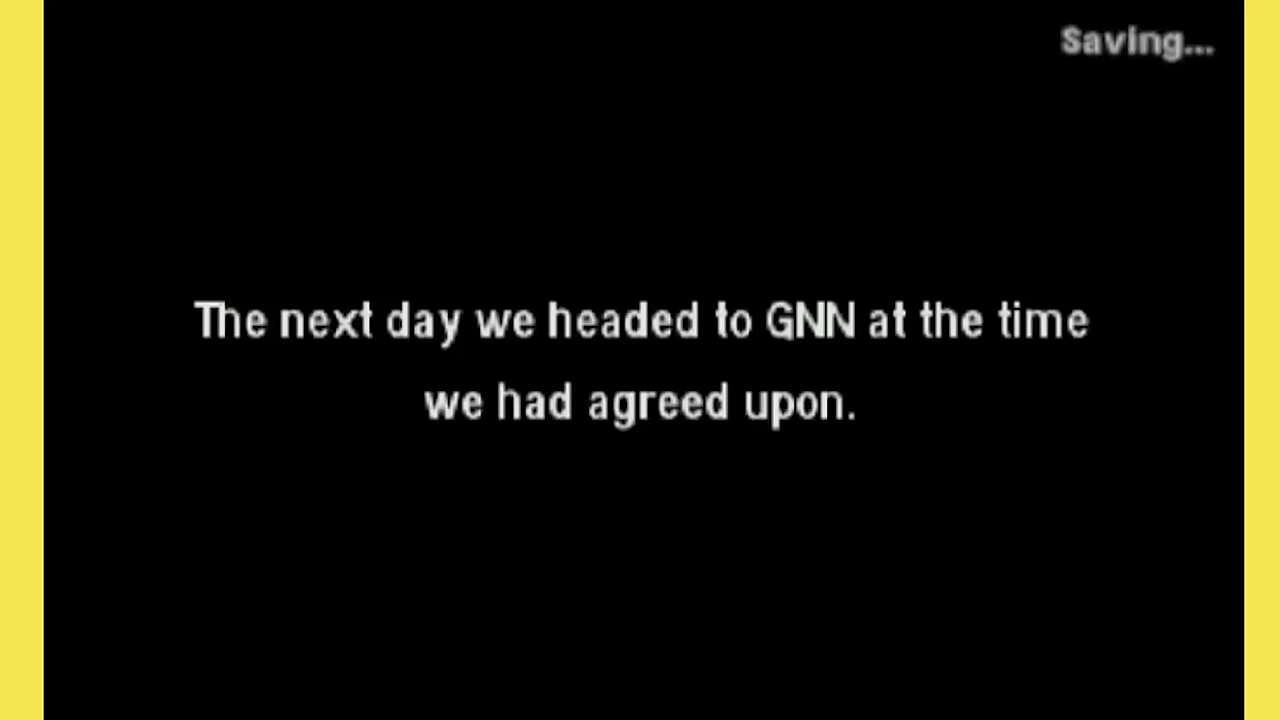 Saving...
The next day we headed to GNN at the time
we had agreed upon.